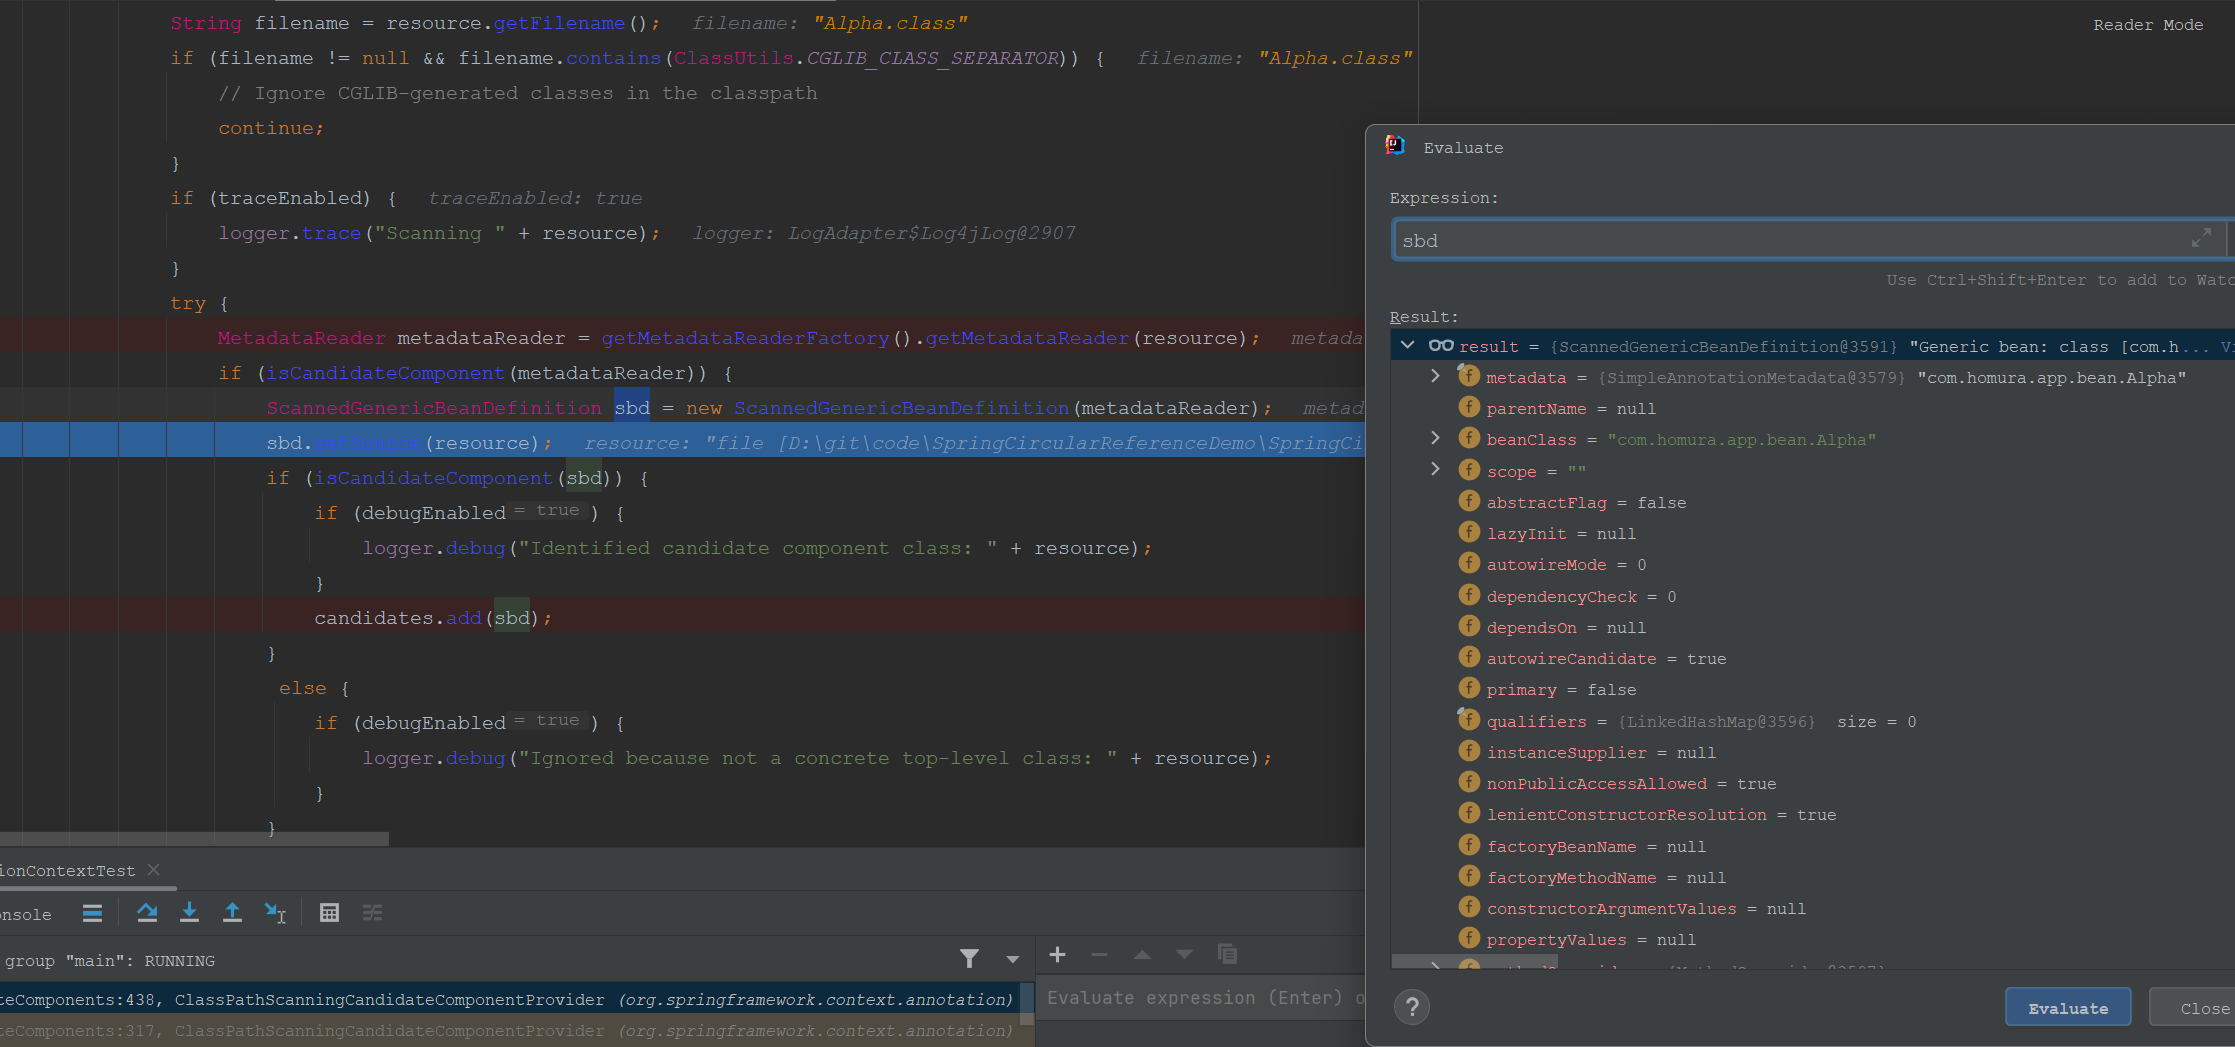 String filename = resource.getFilename(); filename: "Alpha.class"
if (filename != null && filename.contains(ClassUtils.CGLIB_CLASS_SEPARATOR)) { filename: "Alpha.class"
// Ignore CGLIB-generated classes in the classpath
continue;
}
if (traceEnabled) { traceEnabled: true
logger.trace("Scanning " + resource); logger: LogAdapter$Log4jLog@2907
}
try {
MetadataReader metadataReader = getMetadataReaderFactory().getMetadataReader(resource); metada
if (isCandidateComponent(metadataReader)) {
ScannedGenericBeanDefinition sbd = new ScannedGenericBeanDefinition(metadataReader); metad
sbd.setSource(resource); resource: "file [D:\git\code\SpringCircularReferenceDemo\SpringCi
if (isCandidateComponent(sbd)) {
if (debugEnabled = true ) {
logger.debug("Identified candidate component class: " + resource);
}
candidates.add(sbd);
}
else {
if (debugEnabled = true ) {
logger.debug("Ignored because not a concrete top-level class: " + resource);
}
}
Reader Mode
Evaluate
Expression:
sbd
Use Ctrl+Shift+Enter to add to Watc
Result:
result = {ScannedGenericBeanDefinition@3591} "Generic bean: class [com.h... Vi
metadata = {SimpleAnnotationMetadata@3579} "com.homura.app.bean.Alpha"
parentName = null
beanClass = "com.homura.app.bean.Alpha"
scope = ""
abstractFlag = false
lazyInit = null
autowireMode = 0
dependencyCheck = 0
dependsOn = null
autowireCandidate = true
primary = false
qualifiers = {LinkedHashMap@3596} size = 0
instanceSupplier = null
nonPublicAccessAllowed = true
lenientConstructorResolution = true
factoryBeanName = null
factoryMethodName = null
constructorArgumentValues = null
propertyValues = null
Evaluate
Close
ionContextTest
nsole
group "main": RUNNING
teComponents:438, ClassPathScanningCandidateComponentProvider (org.springframework.context.annotation)
teComponents:317, ClassPathScanningCandidateComponentProvider (org.springframework.context.annotation)
Evaluate expression (Enter) o